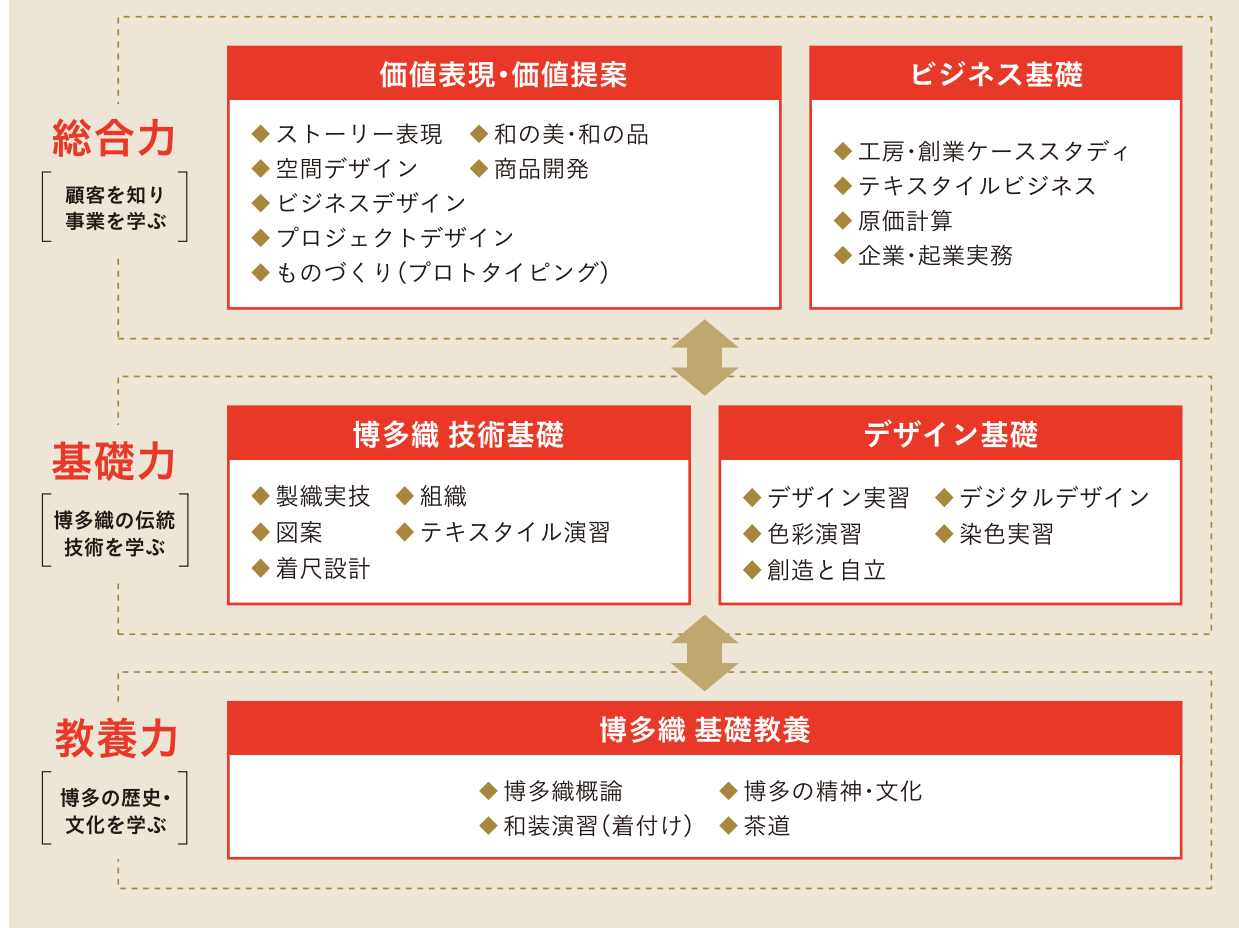 総合力
顧客を知り
事業を学ぶ
価値表現・価値提案
◆ストーリー表現 ◆和の美・和の品
◆空間デザイン ◆商品開発
◆ビジネスデザイン
◆プロジェクトデザイン
◆ものづくり(プロトタイピング)
ビジネス基礎
◆工房・創業ケーススタディ
◆テキスタイルビジネス
◆原価計算
◆企業・起業実務
基礎力
博多織の伝統
技術を学ぶ
博多織 技術基礎
◆製織実技 ◆組織
◆図案 ◆テキスタイル演習
◆着尺設計
デザイン基礎
◆デザイン実習 ◆デジタルデザイン
◆色彩演習 ◆染色実習
◆創造と自立
教養力
博多の歴史・
文化を学ぶ
博多織 基礎教養
◆博多織概論 ◆博多の精神・文化
◆和装演習(着付け) ◆茶道